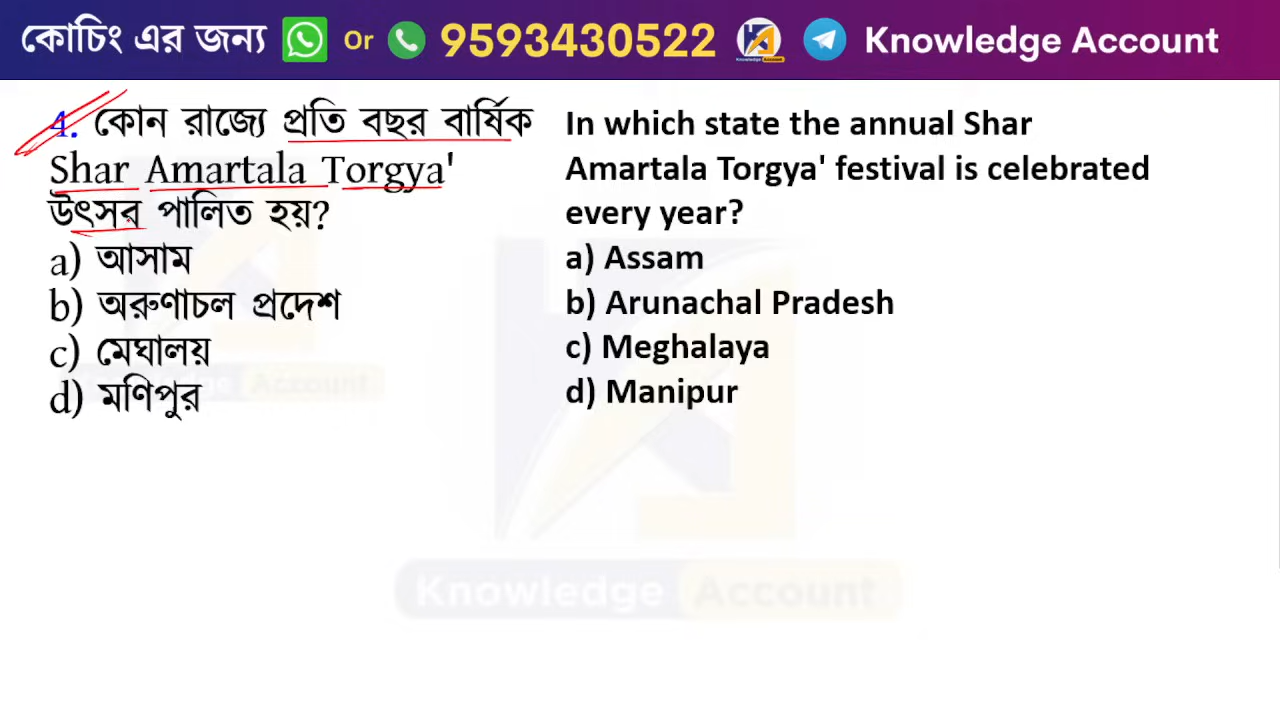 কোচিং এর জন্য Or 9593430522 Knowledge Account
4. কোন রাজ্যে প্রতি বছর বার্ষিক
Shar Amartala Torgya'
উৎসব পালিত হয়?
a) আসাম
b) অরুণাচল প্রদেশ
c) মেঘালয়
d) মণিপুর
In which state the annual Shar
Amartala Torgya' festival is celebrated
every year?
a) Assam
b) Arunachal Pradesh
c) Meghalaya
d) Manipur
Knowledge Account